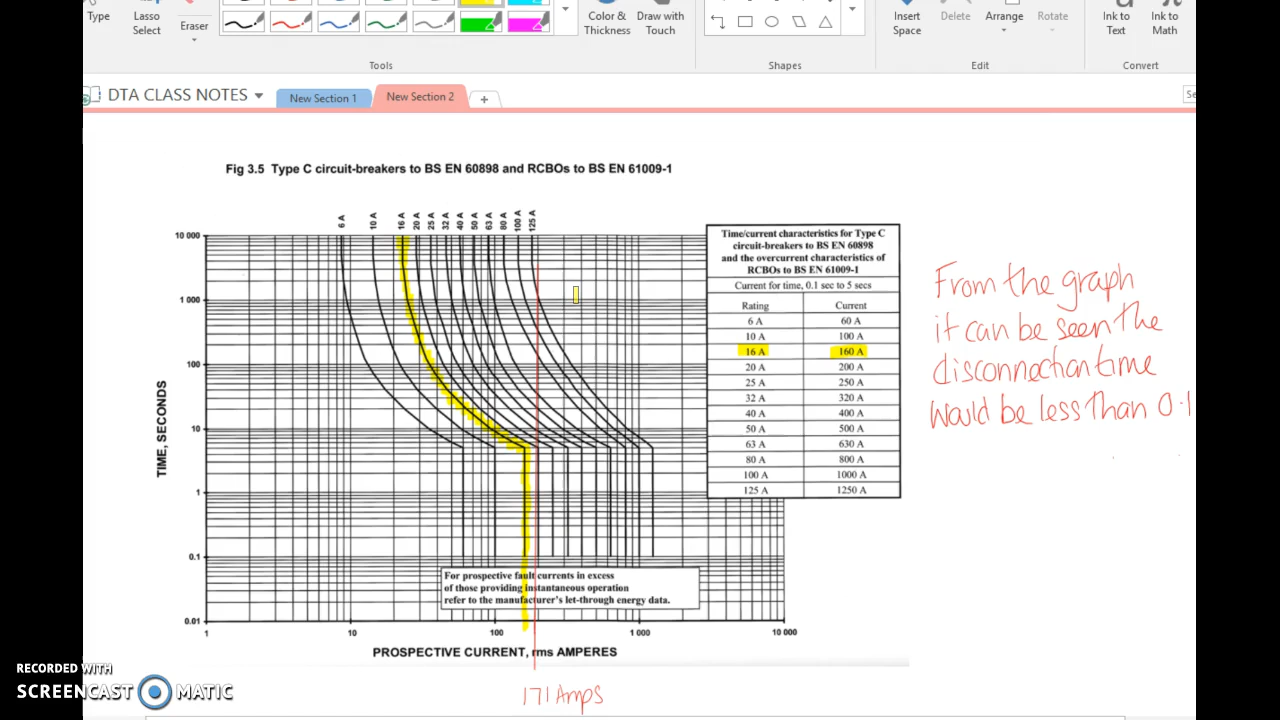 Type
Lasso
Select
Eraser
Color &
Thickness
Draw with
Touch
Insert
Space
Delete
Arrange
Rotate
Ink to
Text
Ink to
Math
Tools
Shapes
Edit
Convert
DTA CLASS NOTES
New Section 1
New Section 2
+
Se
Fig 3.5 Type C circuit-breakers to BS EN 60898 and RCBOs to BS EN 61009-1
6 A
10 A
16 A
20 A
25 A
32 A
40 A
50 A
63 A
80 A
100 A
125 A
10 000
1 000
100
10
1
0.1
0.01
TIME, SECONDS
1
10
100
1 000
10 000
PROSPECTIVE CURRENT, rms AMPERES
For prospective fault currents in excess
of those providing instantaneous operation
refer to the manufacturer's let-through energy data.
Time/current characteristics for Type C
circuit-breakers to BS EN 60898
and the overcurrent characteristics of
RCBOs to BS EN 61009-1
Current for time, 0.1 sec to 5 secs
Rating Current
6 A 60 A
10 A 100 A
16 A 160 A
20 A 200 A
25 A 250 A
32 A 320 A
40 A 400 A
50 A 500 A
63 A 630 A
80 A 800 A
100 A 1000 A
125 A 1250 A
From the graph
it can be seen the
disconnection time
would be less than 0.1
171 Amps
RECORDED WITH
SCREENCAST MATIC